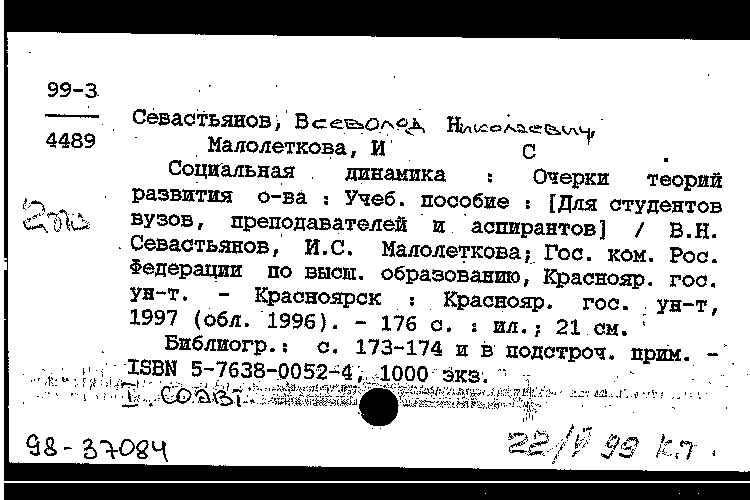 99-3
4489
Севастьянов, Всеволод Николаевич,
Малолеткова, И С
Социальная динамика : Очерки теорий
развития о-ва : Учеб. пособие : [Для студентов
вузов, преподавателей и аспирантов] / В.Н.
Севастьянов, И.С. Малолеткова; Гос. ком. Рос.
Федерации по высш. образованию, Краснояр. гос.
ун-т. - Красноярск : Краснояр. гос. ун-т,
1997 (обл. 1996). - 176 с. : ил.; 21 см.
Библиогр.: с. 173-174 и в подстроч. прим. -
ISBN 5-7638-0052-4, 1000 экз.
I.
98-37084
22/V 99 К.Т.